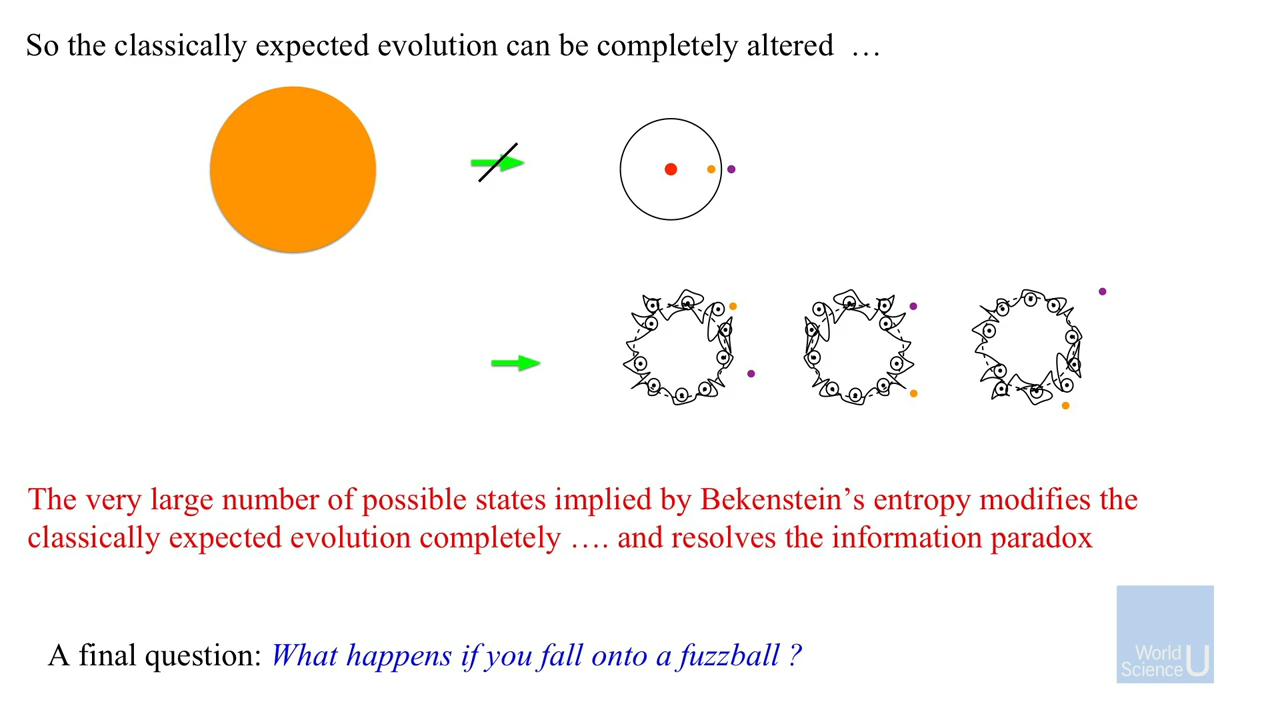 So the classically expected evolution can be completely altered …
The very large number of possible states implied by Bekenstein’s entropy modifies the
classically expected evolution completely …. and resolves the information paradox
A final question: What happens if you fall onto a fuzzball ?
World
Science U